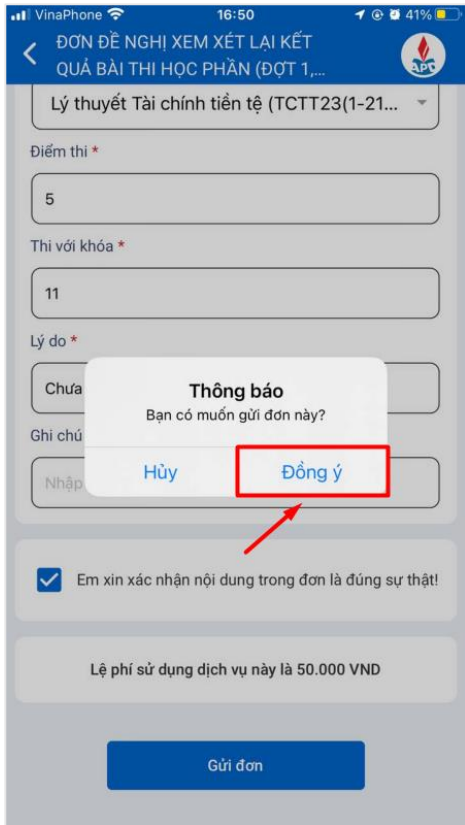 VinaPhone
16:50
41%
ĐƠN ĐỀ NGHỊ XEM XÉT LẠI KẾT
QUẢ BÀI THI HỌC PHẦN (ĐỢT 1,...
APC
Lý thuyết Tài chính tiền tệ (TCTT23(1-21...
Điểm thi *
5
Thi với khóa *
11
Lý do *
Chưa
Thông báo
Bạn có muốn gửi đơn này?
Ghi chú
Hủy
Đồng ý
Nhập
Em xin xác nhận nội dung trong đơn là đúng sự thật!
Lệ phí sử dụng dịch vụ này là 50.000 VND
Gửi đơn